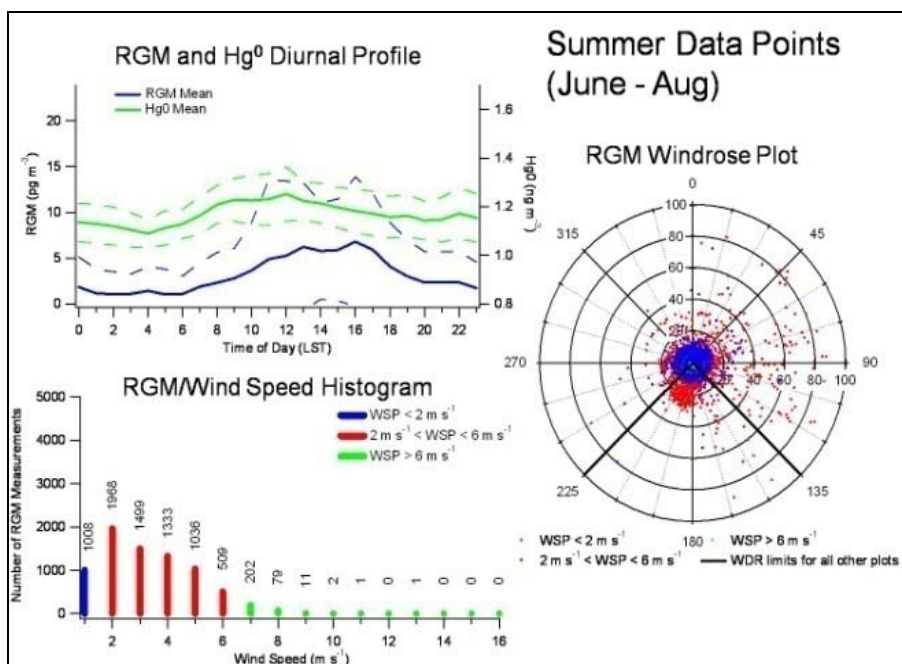 RGM and Hg⁰ Diurnal Profile
RGM Mean
Hg0 Mean
20
15
10
5
0
RGM (pg m⁻³)
1.6
1.4
1.2
1.0
0.8
Hg0 (ng m⁻³)
0 2 4 6 8 10 12 14 16 18 20 22
Time of Day (LST)
Summer Data Points
(June - Aug)
RGM Windrose Plot
0
45
90
135
180
225
270
315
100
80
60
40
20
20 40 60 80 100
WSP < 2 m s⁻¹
2 m s⁻¹ < WSP < 6 m s⁻¹
WSP > 6 m s⁻¹
WDR limits for all other plots
RGM/Wind Speed Histogram
WSP < 2 m s⁻¹
2 m s⁻¹ < WSP < 6 m s⁻¹
WSP > 6 m s⁻¹
5000
4000
3000
2000
1000
0
Number of RGM Measurements
1008 1968 1499 1333 1036 509 202 79 11 2 1 0 1 0 0 0
2 4 6 8 10 12 14 16
Wind Speed (m s⁻¹)